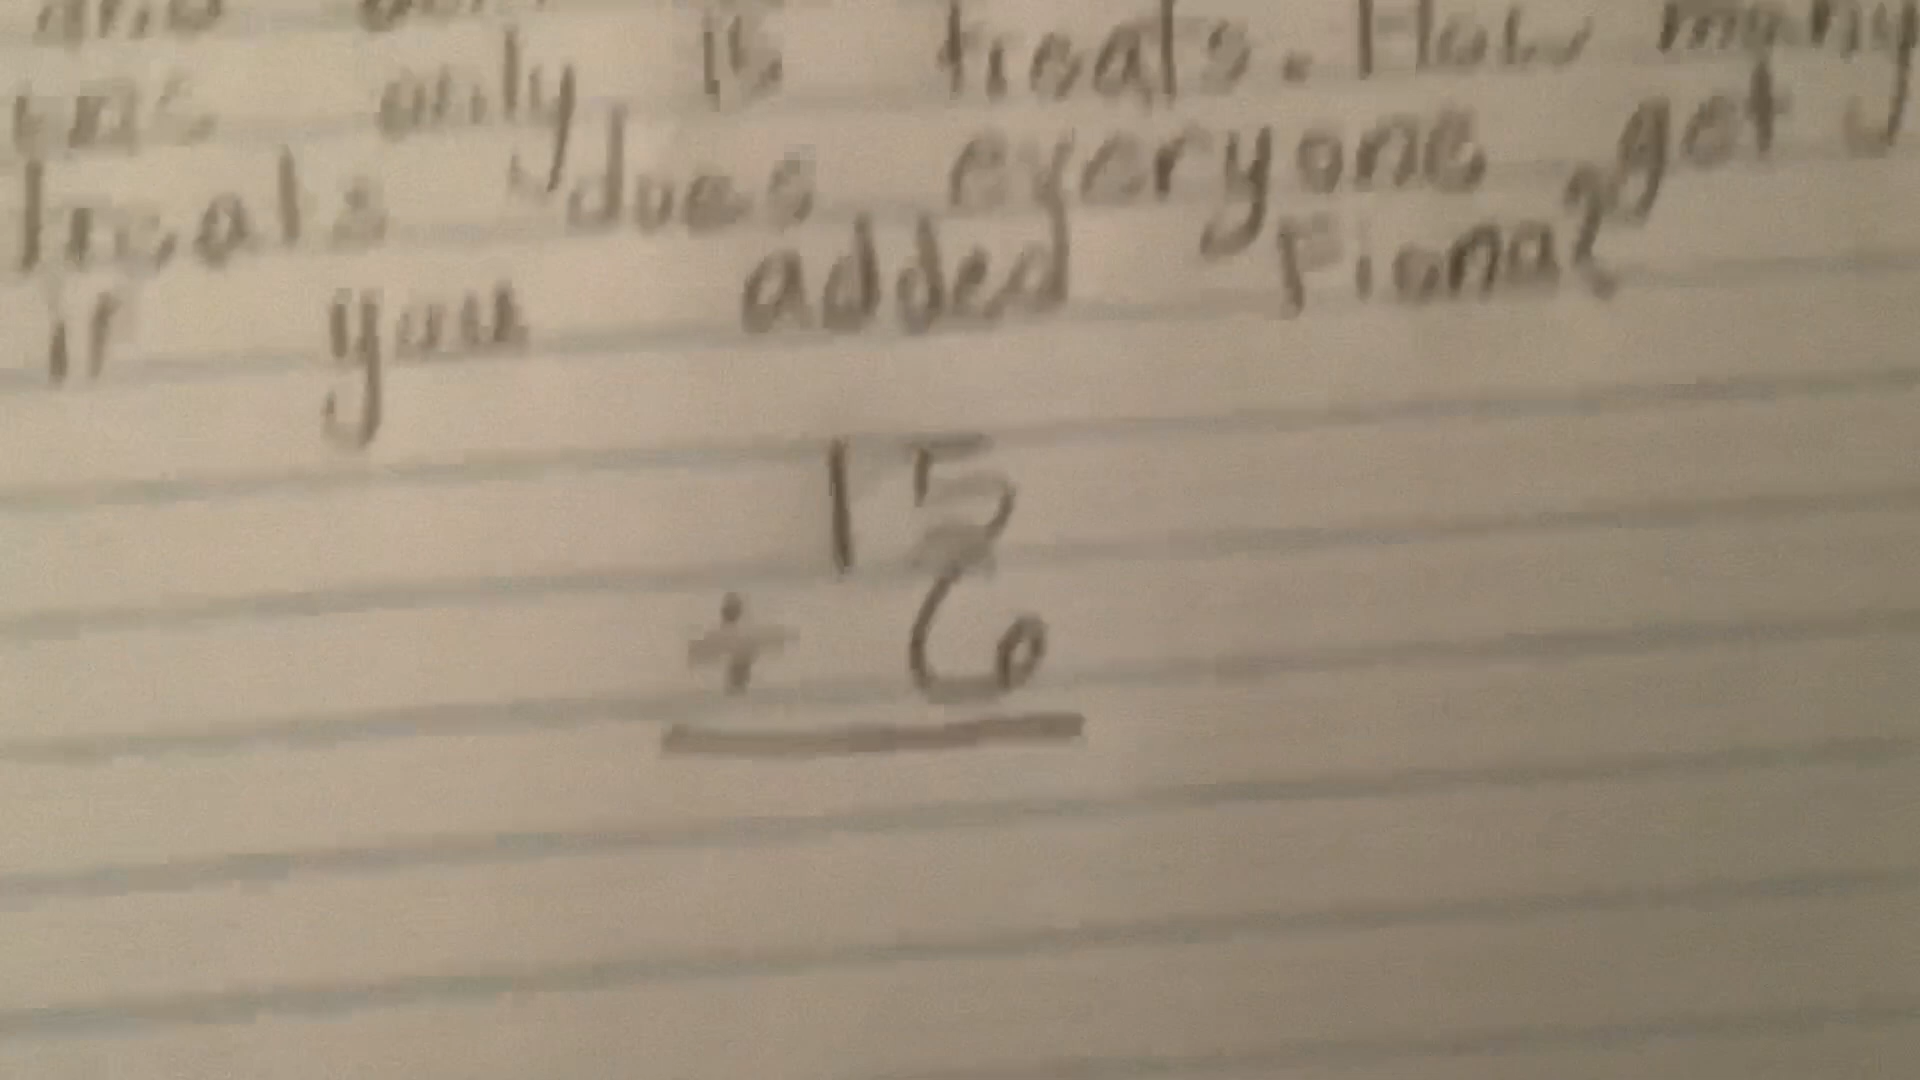 only 15 treats. How many
treats does everyone get
if you added Fiona?
15
÷ 6